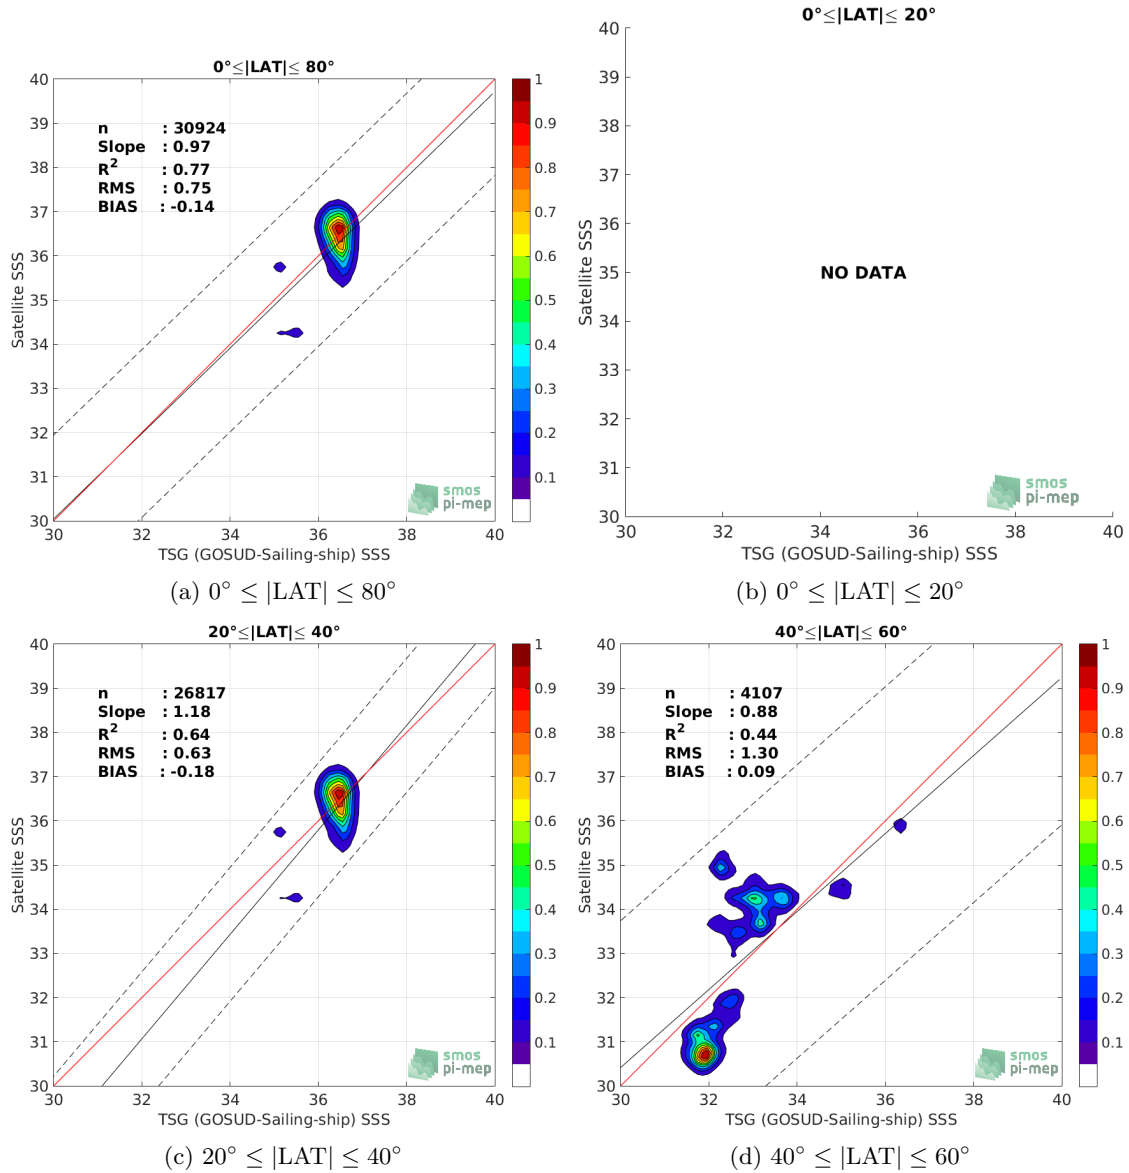 0°≤|LAT|≤ 80°
40
39
38
37
36
35
34
33
32
31
30
Satellite SSS
n : 30924
Slope : 0.97
R² : 0.77
RMS : 0.75
BIAS : -0.14
1
0.9
0.8
0.7
0.6
0.5
0.4
0.3
0.2
0.1
smos
pi-mep
30 32 34 36 38 40
TSG (GOSUD-Sailing-ship) SSS
(a) 0° ≤ |LAT| ≤ 80°
0°≤|LAT|≤ 20°
40
39
38
37
36
35
34
33
32
31
30
Satellite SSS
NO DATA
smos
pi-mep
30 32 34 36 38 40
TSG (GOSUD-Sailing-ship) SSS
(b) 0° ≤ |LAT| ≤ 20°
20°≤|LAT|≤ 40°
40
39
38
37
36
35
34
33
32
31
30
Satellite SSS
n : 26817
Slope : 1.18
R² : 0.64
RMS : 0.63
BIAS : -0.18
1
0.9
0.8
0.7
0.6
0.5
0.4
0.3
0.2
0.1
smos
pi-mep
30 32 34 36 38 40
TSG (GOSUD-Sailing-ship) SSS
(c) 20° ≤ |LAT| ≤ 40°
40°≤|LAT|≤ 60°
40
39
38
37
36
35
34
33
32
31
30
Satellite SSS
n : 4107
Slope : 0.88
R² : 0.44
RMS : 1.30
BIAS : 0.09
1
0.9
0.8
0.7
0.6
0.5
0.4
0.3
0.2
0.1
smos
pi-mep
30 32 34 36 38 40
TSG (GOSUD-Sailing-ship) SSS
(d) 40° ≤ |LAT| ≤ 60°